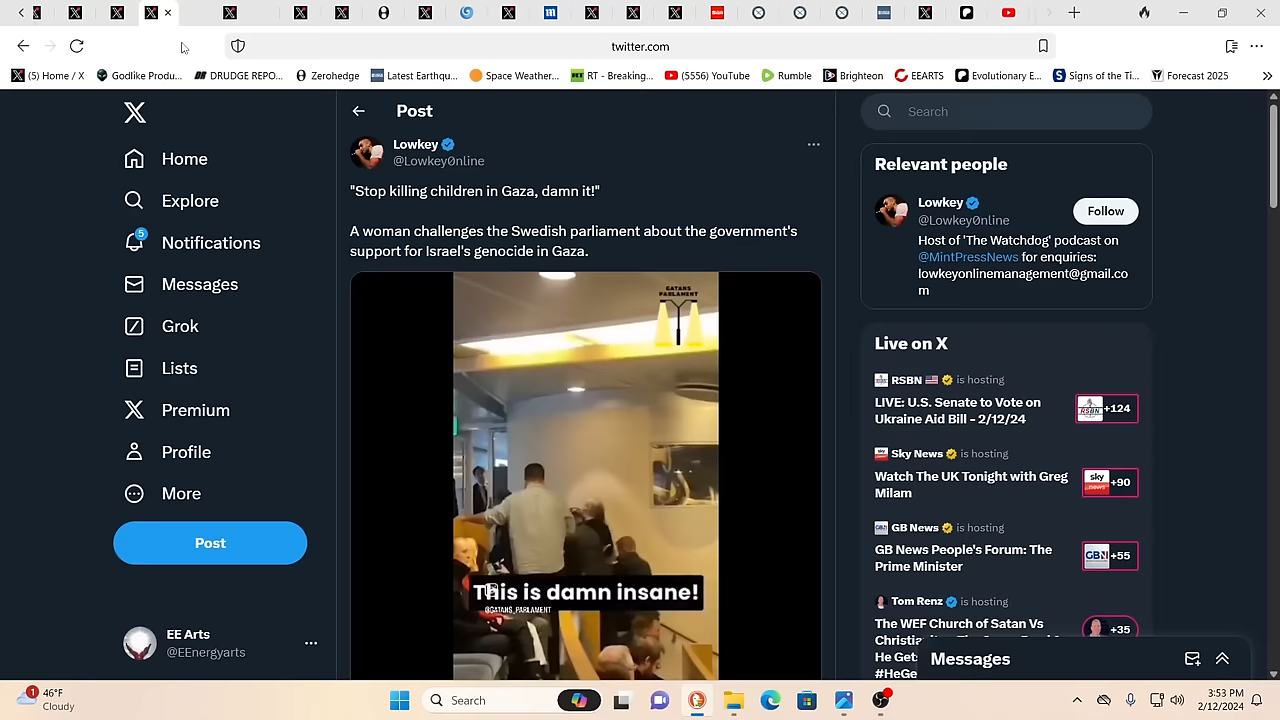 twitter.com
(5) Home / X
Godlike Produ...
DRUDGE REPO...
Zerohedge
Latest Earthqu...
Space Weather...
RT - Breaking...
(5556) YouTube
Rumble
Brighteon
EEARTS
Evolutionary E...
Signs of the Ti...
Forecast 2025
Home
Explore
5
Notifications
Messages
Grok
Lists
Premium
Profile
More
Post
EE Arts
@EEnergyarts
Post
Lowkey
@Lowkey0nline
"Stop killing children in Gaza, damn it!"
A woman challenges the Swedish parliament about the government's
support for Israel's genocide in Gaza.
GATANS
PARLAMENT
This is damn insane!
@GATANS_PARLAMENT
Search
Relevant people
Lowkey
@Lowkey0nline
Follow
Host of 'The Watchdog' podcast on
@MintPressNews for enquiries:
lowkeyonlinemanagement@gmail.co
m
Live on X
RSBN is hosting
LIVE: U.S. Senate to Vote on
Ukraine Aid Bill - 2/12/24
RSBN
+124
Sky News is hosting
Watch The UK Tonight with Greg
Milam
sky
news
+90
GB News is hosting
GB News People's Forum: The
Prime Minister
GBN
+55
Tom Renz is hosting
The WEF Church of Satan Vs
+35
He Gets
#HeGe
Messages
1
46°F
Cloudy
Search
3:53 PM
2/12/2024